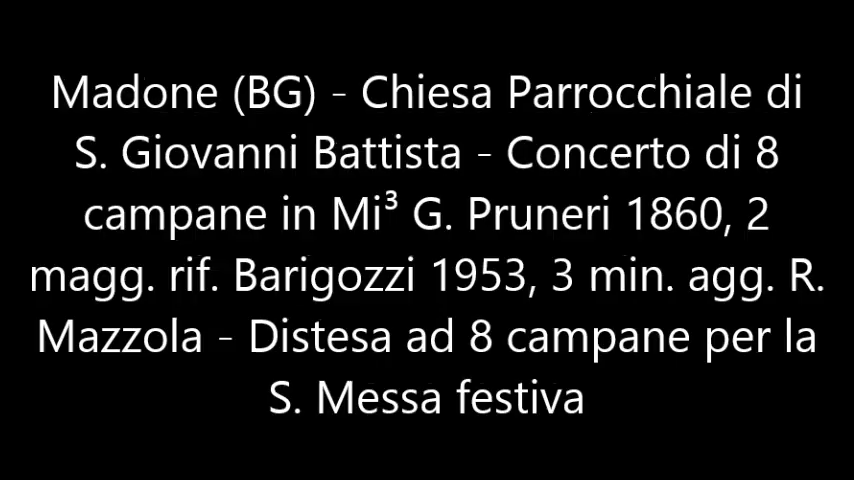 Madone (BG) - Chiesa Parrocchiale di
S. Giovanni Battista - Concerto di 8
campane in Mi³ G. Pruneri 1860, 2
magg. rif. Barigozzi 1953, 3 min. agg. R.
Mazzola - Distesa ad 8 campane per la
S. Messa festiva